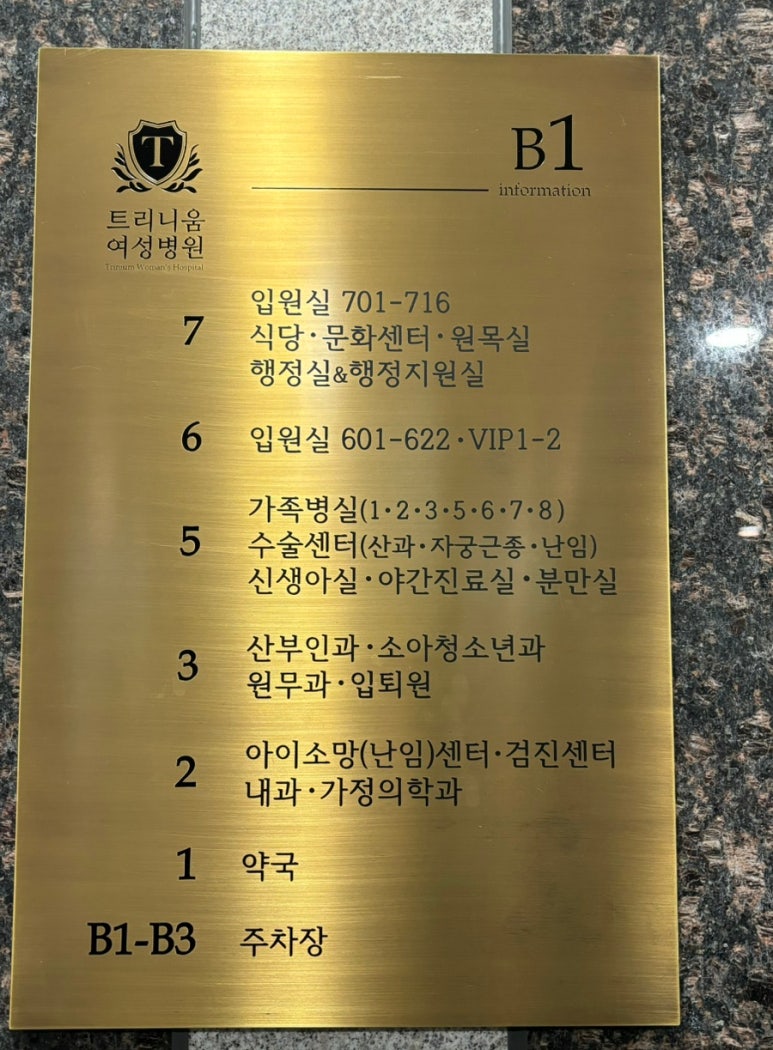 T
B1
information
트리니움
여성병원
Trinium Woman's Hospital
7
입원실 701-716
식당·문화센터·원목실
행정실&행정지원실
6
입원실 601-622·VIP1-2
5
가족병실(1·2·3·5·6·7·8)
수술센터(산과·자궁근종·난임)
신생아실·야간진료실·분만실
3
산부인과·소아청소년과
원무과·입퇴원
2
아이소망(난임)센터·검진센터
내과·가정의학과
1
약국
B1-B3
주차장